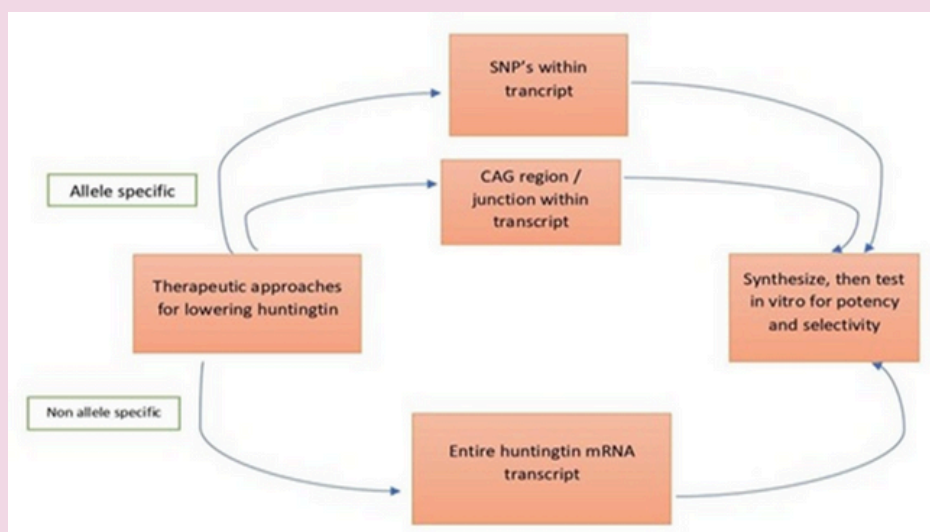 SNP's within
trancript
Allele specific
CAG region /
junction within
transcript
Therapeutic approaches
for lowering huntingtin
Synthesize, then test
in vitro for potency
and selectivity
Non allele specific
Entire huntingtin mRNA
transcript